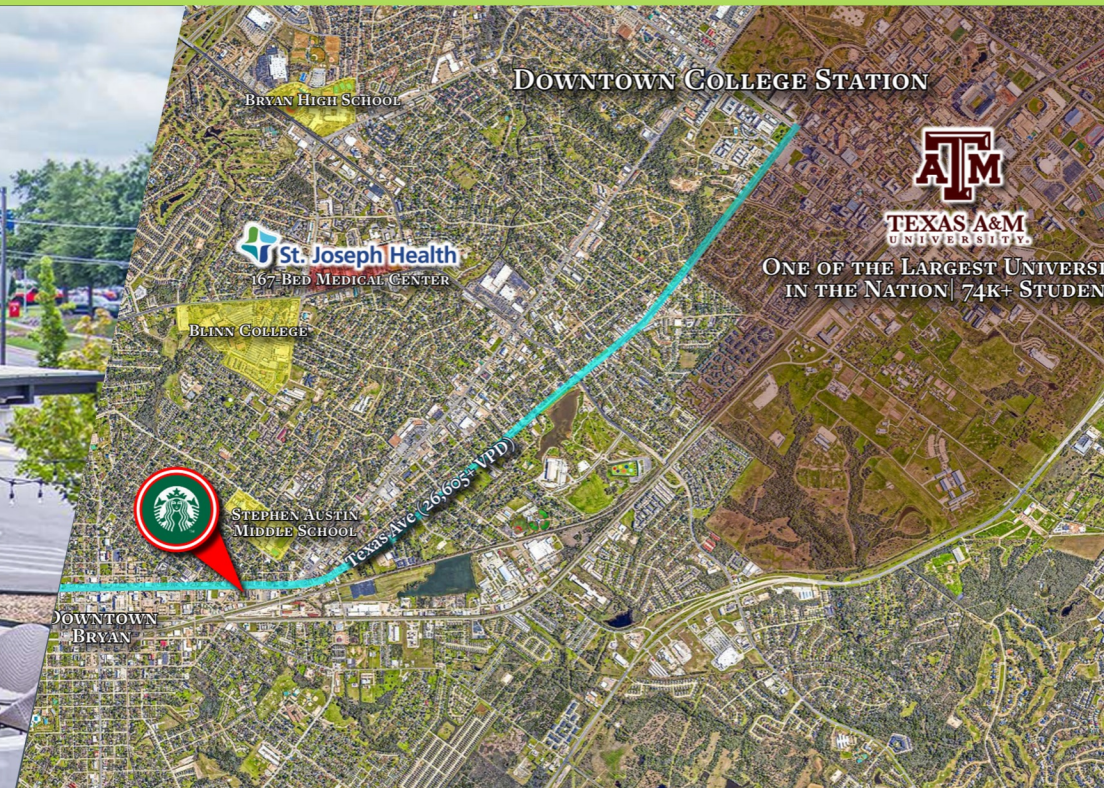 Downtown College Station
Bryan High School
ATM
Texas A&M
University.
One of the Largest Universi
in the Nation| 74k+ Studen
St. Joseph Health
167-Bed Medical Center
Blinn College
Texas Ave (26,605+ VPD)
Stephen Austin
Middle School
Downtown
Bryan